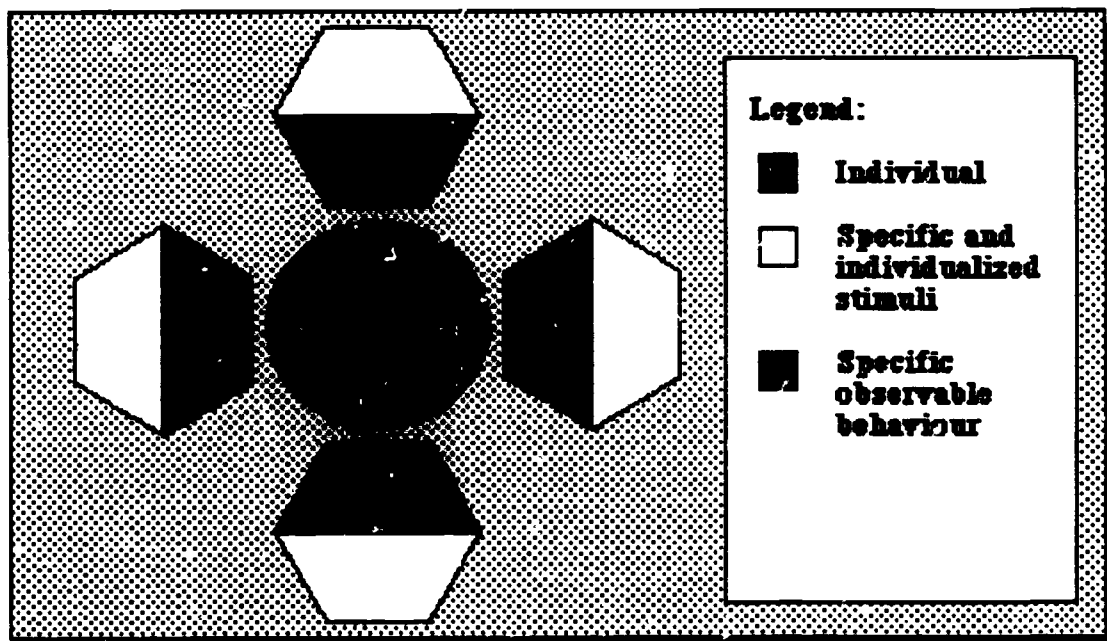 Legend:
Individual
Specific and
individualized
stimuli
Specific
observable
behaviour